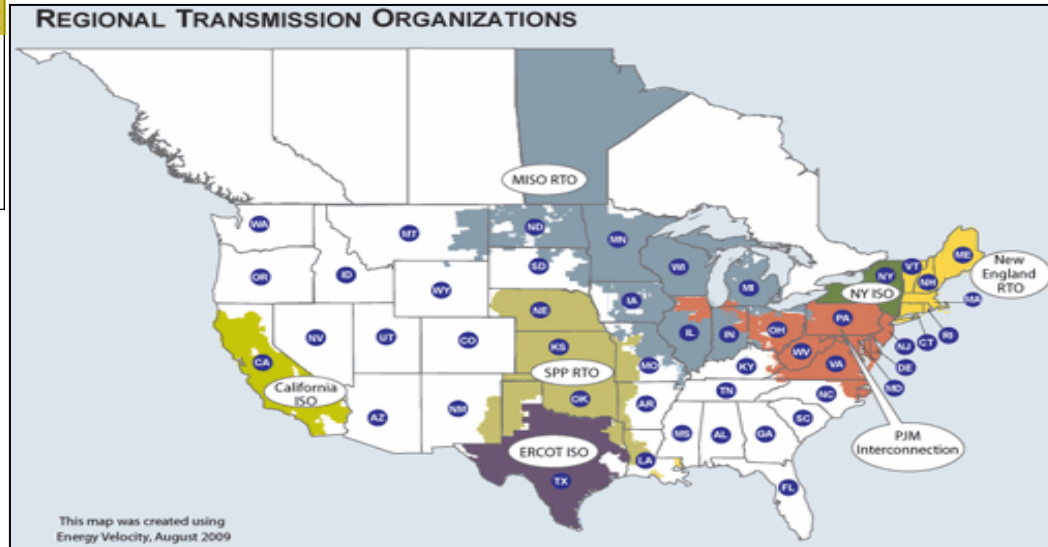 REGIONAL TRANSMISSION ORGANIZATIONS
MISO RTO
WA
MT
ND
MN
ME
New
England
RTO
OR
ID
SD
WI
VT
NY
NH
NY ISO
WY
MI
MA
IA
NE
PA
RI
CT
NV
UT
CO
KS
IL
IN
OH
NJ
WV
DE
CA
MO
KY
VA
MD
California
ISO
SPP RTO
OK
TN
NC
AZ
NM
AR
SC
PJM
Interconnection
MS
AL
GA
ERCOT ISO
LA
TX
FL
This map was created using
Energy Velocity, August 2009